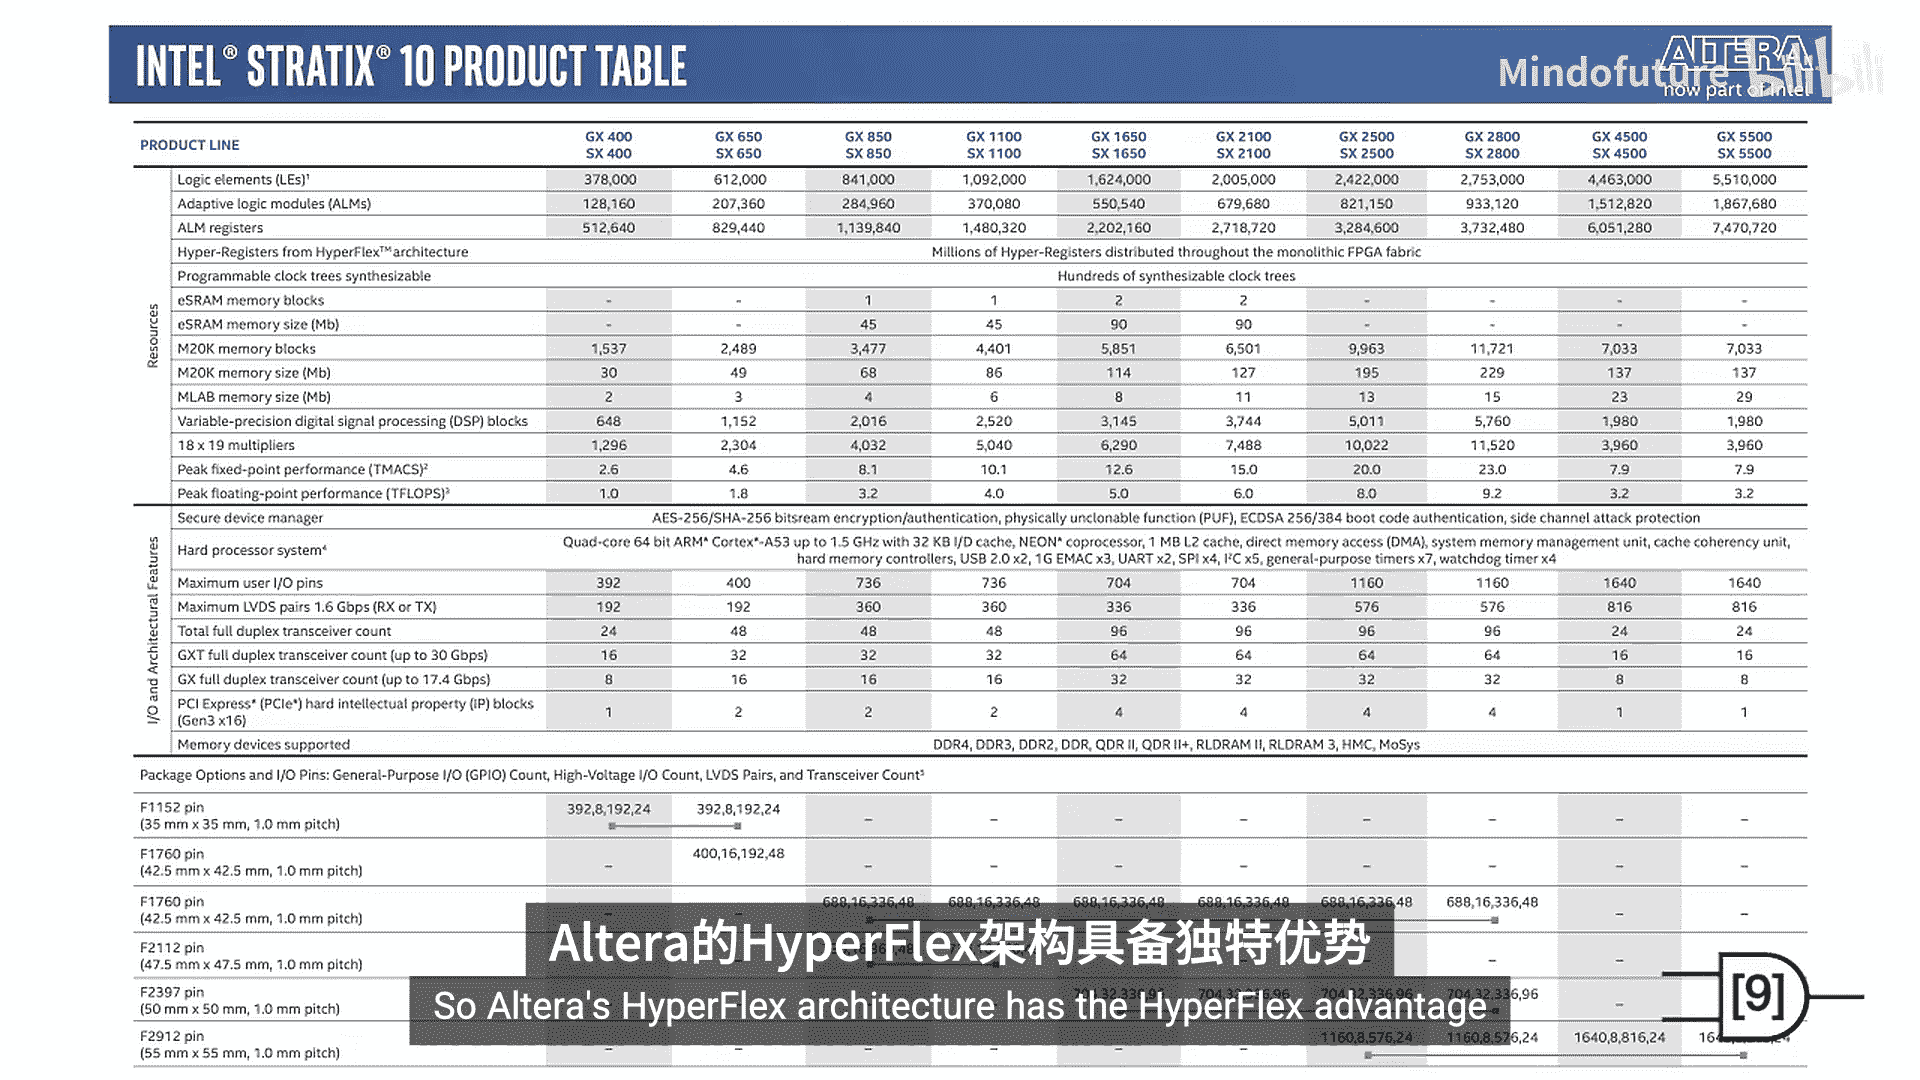 INTEL® STRATIX® 10 PRODUCT TABLE
Mindofuture
ALTERA
now part of Intel
bilibili
PRODUCT LINE GX 400 GX 650 GX 850 GX 1100 GX 1650 GX 2100 GX 2500 GX 2800 GX 4500 GX 5500
SX 400 SX 650 SX 850 SX 1100 SX 1650 SX 2100 SX 2500 SX 2800 SX 4500 SX 5500
Resources
Logic elements (LEs)¹ 378,000 612,000 841,000 1,092,000 1,624,000 2,005,000 2,422,000 2,753,000 4,463,000 5,510,000
Adaptive logic modules (ALMs) 128,160 207,360 284,960 370,080 550,540 679,680 821,150 933,120 1,512,820 1,867,680
ALM registers 512,640 829,440 1,139,840 1,480,320 2,202,160 2,718,720 3,284,600 3,732,480 6,051,280 7,470,720
Hyper-Registers from HyperFlex™ architecture Millions of Hyper-Registers distributed throughout the monolithic FPGA fabric
Programmable clock trees synthesizable Hundreds of synthesizable clock trees
eSRAM memory blocks - - 1 1 2 2 - - - -
eSRAM memory size (Mb) - - 45 45 90 90 - - - -
M20K memory blocks 1,537 2,489 3,477 4,401 5,851 6,501 9,963 11,721 7,033 7,033
M20K memory size (Mb) 30 49 68 86 114 127 195 229 137 137
MLAB memory size (Mb) 2 3 4 6 8 11 13 15 23 29
Variable-precision digital signal processing (DSP) blocks 648 1,152 2,016 2,520 3,145 3,744 5,011 5,760 1,980 1,980
18 x 19 multipliers 1,296 2,304 4,032 5,040 6,290 7,488 10,022 11,520 3,960 3,960
Peak fixed-point performance (TMACS)² 2.6 4.6 8.1 10.1 12.6 15.0 20.0 23.0 7.9 7.9
Peak floating-point performance (TFLOPS)³ 1.0 1.8 3.2 4.0 5.0 6.0 8.0 9.2 3.2 3.2
I/O and Architectural Features
Secure device manager AES-256/SHA-256 bitsream encryption/authentication, physically unclonable function (PUF), ECDSA 256/384 boot code authentication, side channel attack protection
Hard processor system⁴ Quad-core 64 bit ARM* Cortex*-A53 up to 1.5 GHz with 32 KB I/D cache, NEON* coprocessor, 1 MB L2 cache, direct memory access (DMA), system memory management unit, cache coherency unit,
hard memory controllers, USB 2.0 x2, 1G EMAC x3, UART x2, SPI x4, I²C x5, general-purpose timers x7, watchdog timer x4
Maximum user I/O pins 392 400 736 736 704 704 1160 1160 1640 1640
Maximum LVDS pairs 1.6 Gbps (RX or TX) 192 192 360 360 336 336 576 576 816 816
Total full duplex transceiver count 24 48 48 48 96 96 96 96 24 24
GXT full duplex transceiver count (up to 30 Gbps) 16 32 32 32 64 64 64 64 16 16
GX full duplex transceiver count (up to 17.4 Gbps) 8 16 16 16 32 32 32 32 8 8
PCI Express* (PCIe*) hard intellectual property (IP) blocks
(Gen3 x16) 1 2 2 2 4 4 4 4 1 1
Memory devices supported DDR4, DDR3, DDR2, DDR, QDR II, QDR II+, RLDRAM II, RLDRAM 3, HMC, MoSys
Package Options and I/O Pins: General-Purpose I/O (GPIO) Count, High-Voltage I/O Count, LVDS Pairs, and Transceiver Count⁵
F1152 pin 392,8,192,24 392,8,192,24 – – – – – – – –
(35 mm x 35 mm, 1.0 mm pitch)
F1760 pin – 400,16,192,48 – – – – – – – –
(42.5 mm x 42.5 mm, 1.0 mm pitch)
F1760 pin 688,16,336,48 688,16,336,48 688,16,336,48 688,16,336,48 688,16,336,48 688,16,336,48 – –
(42.5 mm x 42.5 mm, 1.0 mm pitch)
F2112 pin – –
(47.5 mm x 47.5 mm, 1.0 mm pitch)
F2397 pin 704,32,336,96 704,32,336,96 704,32,336,96 704,32,336,96 –
(50 mm x 50 mm, 1.0 mm pitch)
F2912 pin – – – – – – 1160,8,576,24 1160,8,576,24 1640,8,816,24
(55 mm x 55 mm, 1.0 mm pitch)
Altera的HyperFlex架构具备独特优势
So Altera's HyperFlex architecture has the HyperFlex advantage
[9]